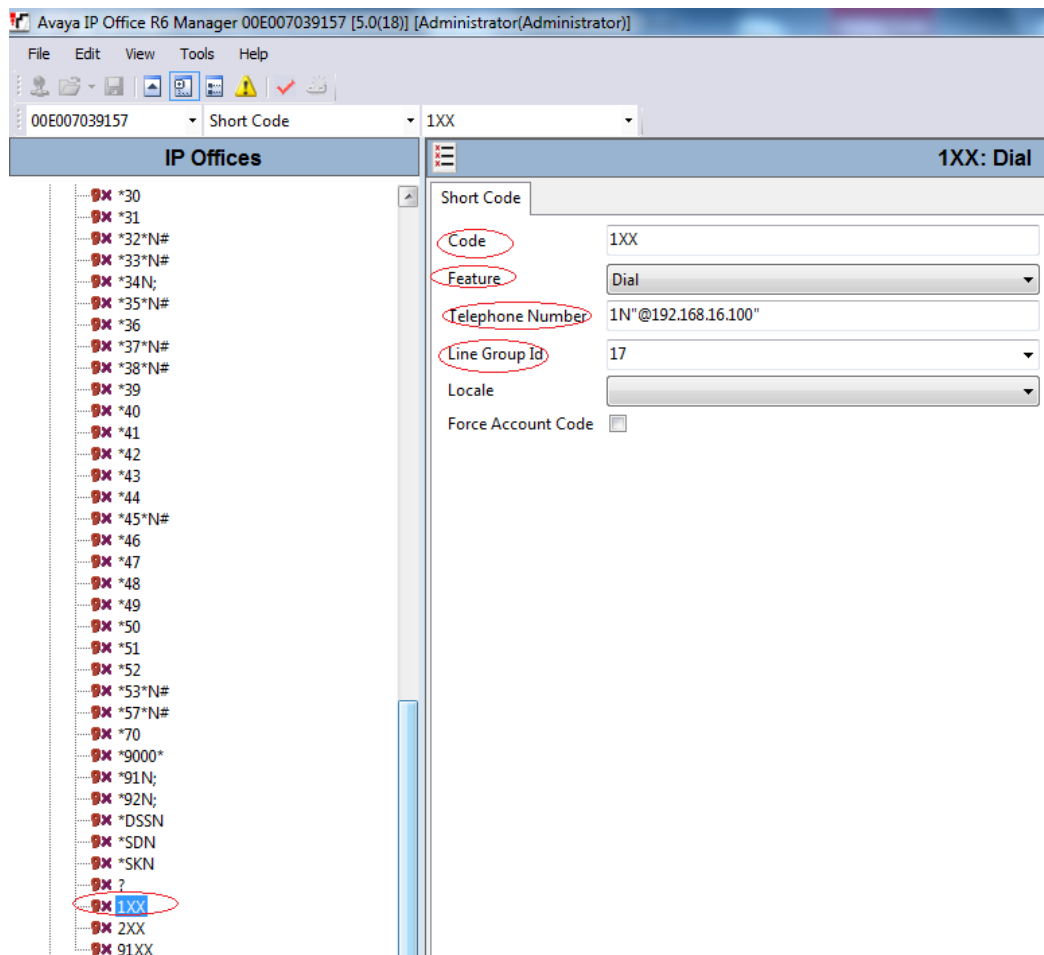 Avaya IP Office R6 Manager 00E007039157 [5.0(18)] [Administrator(Administrator)]
File Edit View Tools Help
00E007039157 Short Code 1XX
IP Offices
1XX: Dial
*30
*31
*32*N#
*33*N#
*34N;
*35*N#
*36
*37*N#
*38*N#
*39
*40
*41
*42
*43
*44
*45*N#
*46
*47
*48
*49
*50
*51
*52
*53*N#
*57*N#
*70
*9000*
*91N;
*92N;
*DSSN
*SDN
*SKN
?
1XX
2XX
91XX
Short Code
Code 1XX
Feature Dial
Telephone Number 1N"@192.168.16.100"
Line Group Id 17
Locale
Force Account Code